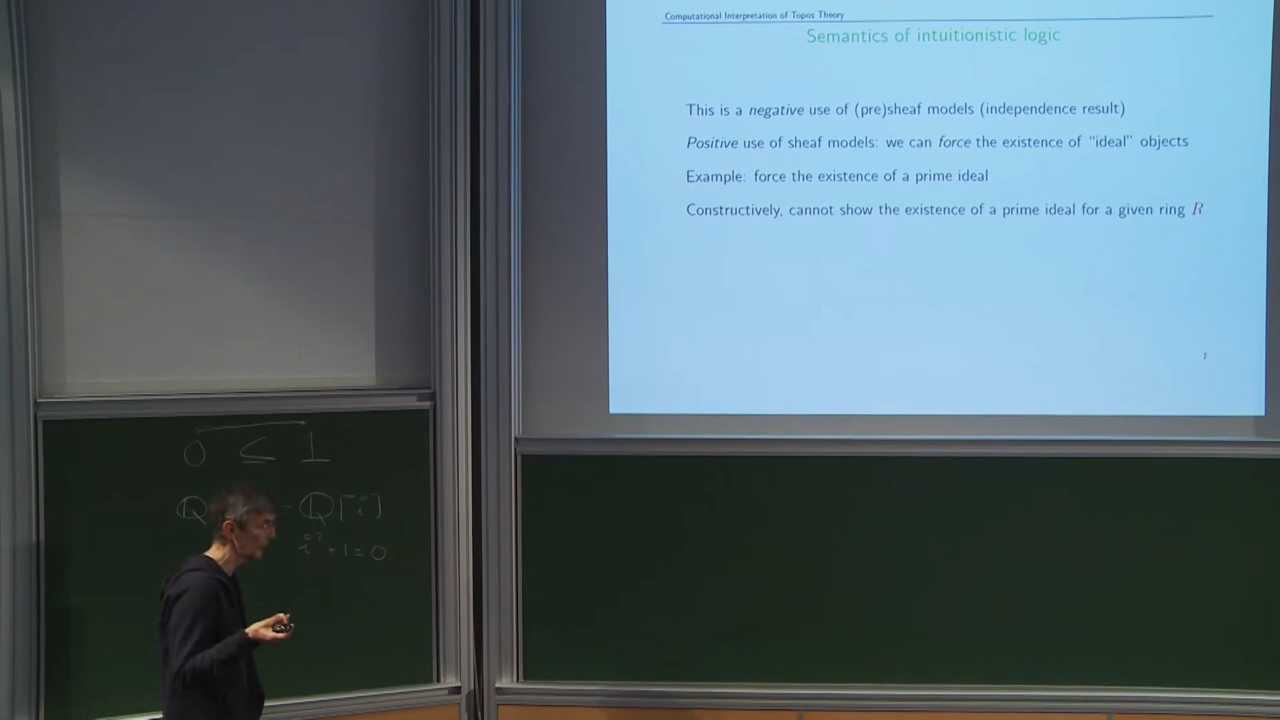 Computational Interpretation of Topos Theory
Semantics of intuitionistic logic
This is a negative use of (pre)sheaf models (independence result)
Positive use of sheaf models: we can force the existence of “ideal” objects
Example: force the existence of a prime ideal
Constructively, cannot show the existence of a prime ideal for a given ring R
7
0 ≤ 1
ℚ - ℚ[i]
i² + 1 = 0